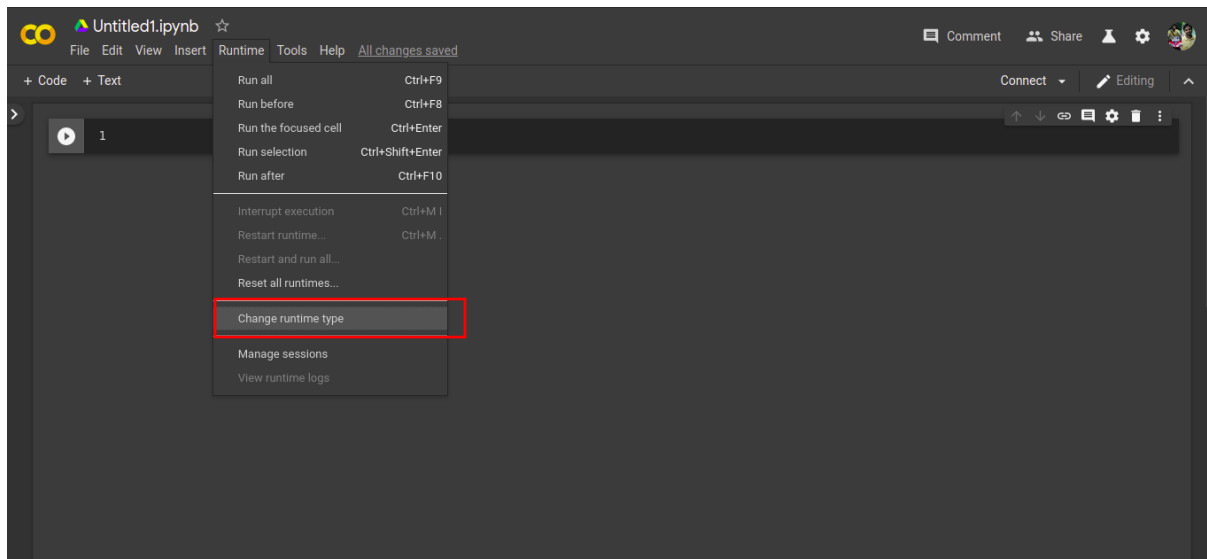 CO Untitled1.ipynb
File Edit View Insert Runtime Tools Help All changes saved
Comment Share
+ Code + Text
Connect Editing
1
Run all Ctrl+F9
Run before Ctrl+F8
Run the focused cell Ctrl+Enter
Run selection Ctrl+Shift+Enter
Run after Ctrl+F10
Interrupt execution Ctrl+M I
Restart runtime... Ctrl+M .
Restart and run all...
Reset all runtimes...
Change runtime type
Manage sessions
View runtime logs